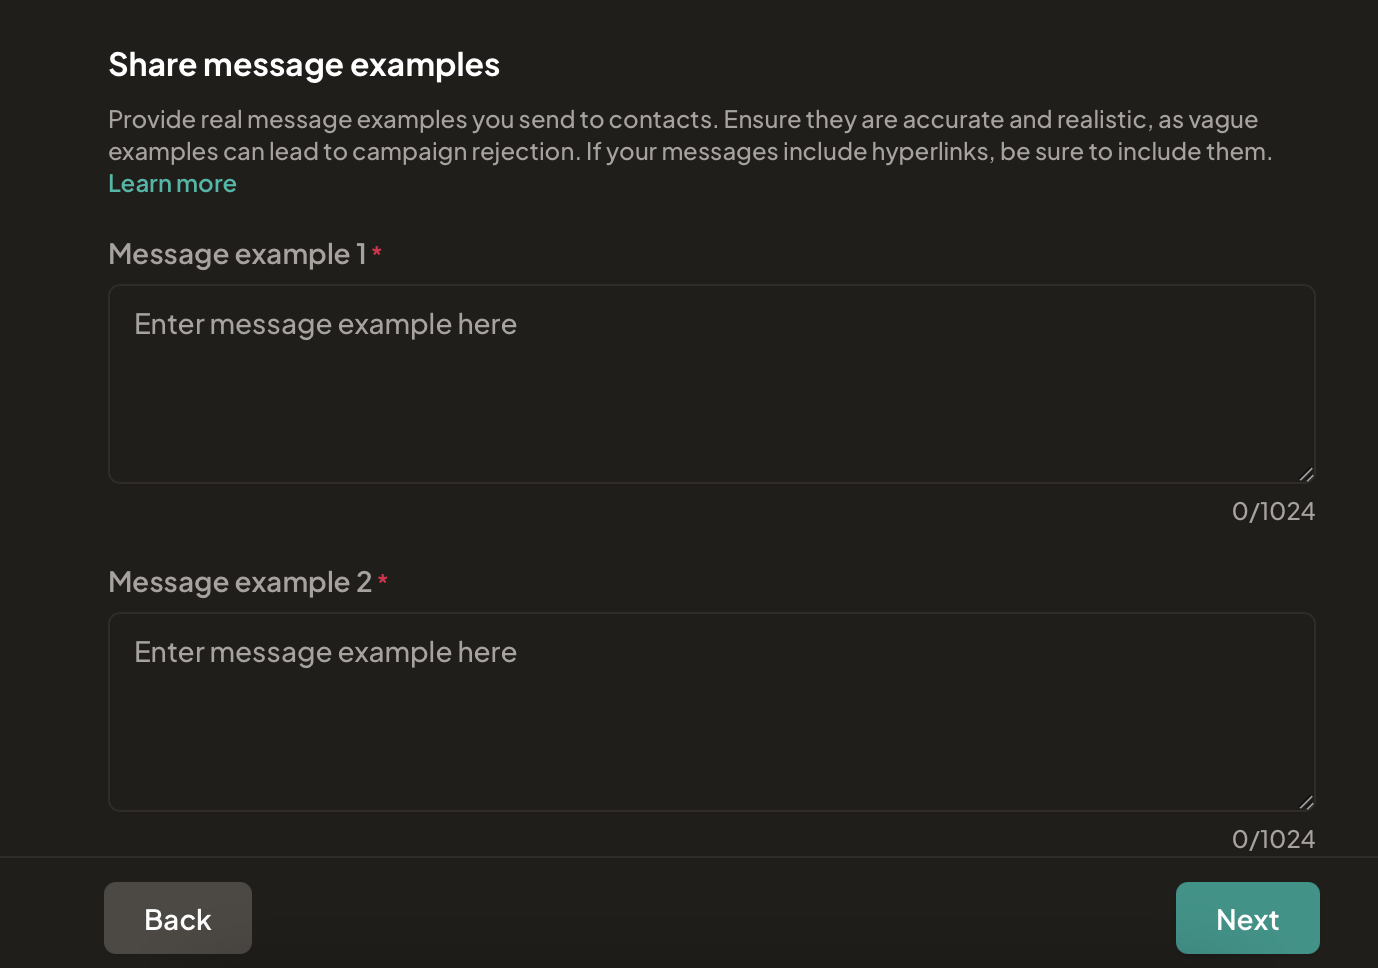 Share message examples
Provide real message examples you send to contacts. Ensure they are accurate and realistic, as vague
examples can lead to campaign rejection. If your messages include hyperlinks, be sure to include them.
Learn more
Message example 1 *
Enter message example here
0/1024
Message example 2 *
Enter message example here
0/1024
Back
Next